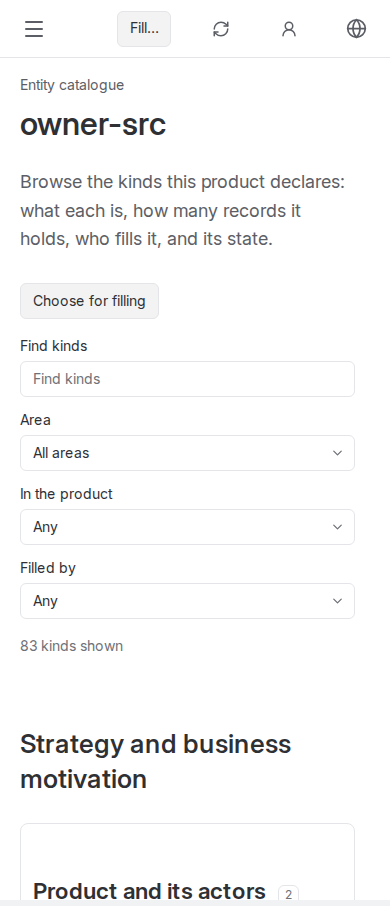 Fill...
Entity catalogue
owner-src
Browse the kinds this product declares:
what each is, how many records it
holds, who fills it, and its state.
Choose for filling
Find kinds
Find kinds
Area
All areas
In the product
Any
Filled by
Any
83 kinds shown
Strategy and business
motivation
Product and its actors 2